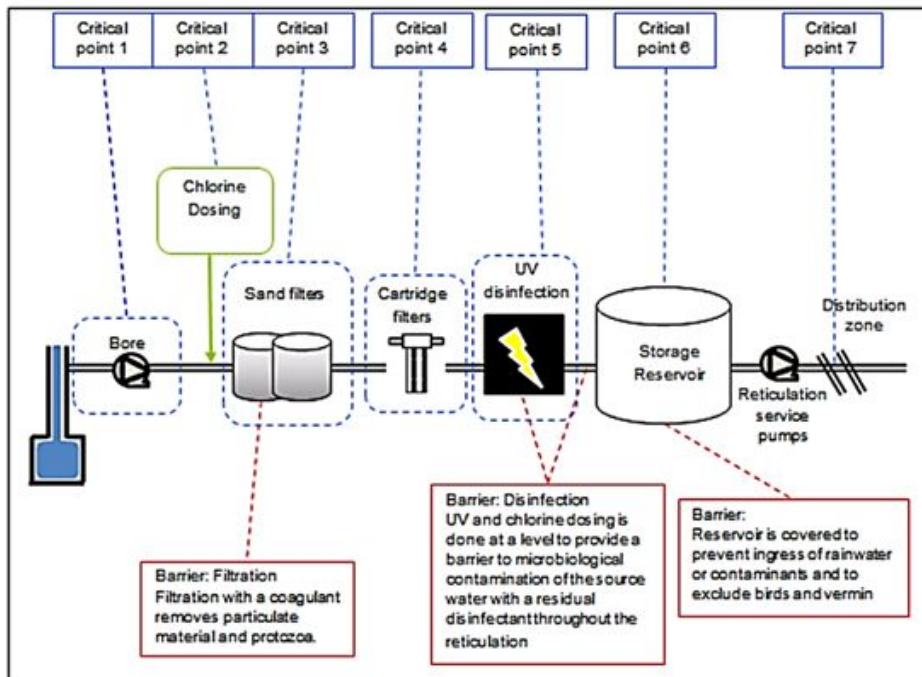 Critical
point 1
Critical
point 2
Critical
point 3
Critical
point 4
Critical
point 5
Critical
point 6
Critical
point 7
Chlorine
Dosing
Bore
Sand filters
Cartridge
filters
UV
disinfection
Storage
Reservoir
Distribution
zone
Reticulation
service
pumps
Barrier: Filtration
Filtration with a coagulant
removes particulate
material and protozoa.
Barrier: Disinfection
UV and chlorine dosing is
done at a level to provide a
barrier to microbiological
contamination of the source
water with a residual
disinfectant throughout the
reticulation
Barrier:
Reservoir is covered to
prevent ingress of rainwater
or contaminants and to
exclude birds and vermin